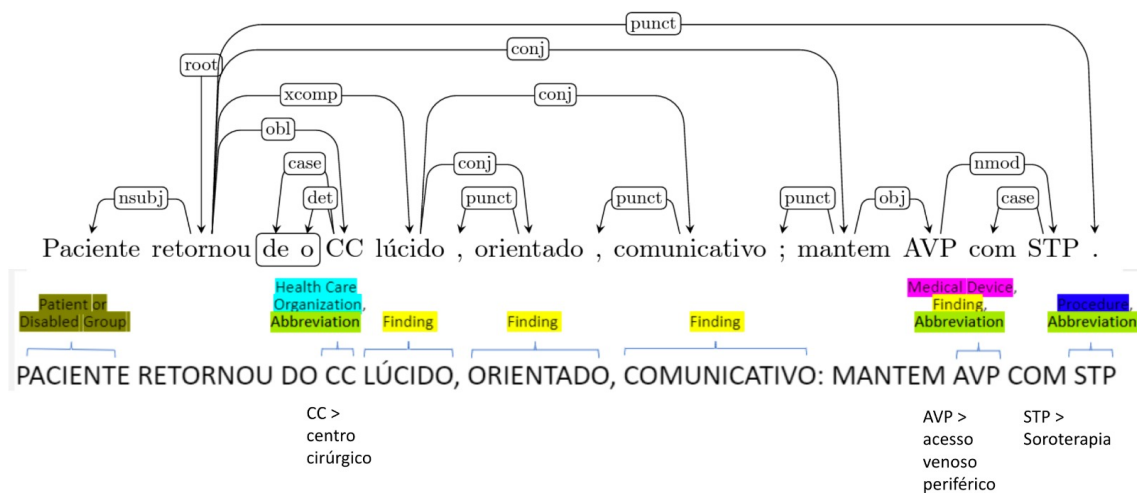 punct
conj
root
xcomp conj
obl
case conj nmod
nsubj det punct punct punct obj case
Paciente retornou de o CC lúcido , orientado , comunicativo ; mantem AVP com STP .
Patient or
Disabled Group
Health Care
Organization,
Abbreviation
Finding
Finding
Finding
Medical Device,
Finding,
Abbreviation
Procedure,
Abbreviation
PACIENTE RETORNOU DO CC LÚCIDO, ORIENTADO, COMUNICATIVO: MANTEM AVP COM STP
CC >
centro
cirúrgico
AVP >
acesso
venoso
periférico
STP >
Soroterapia